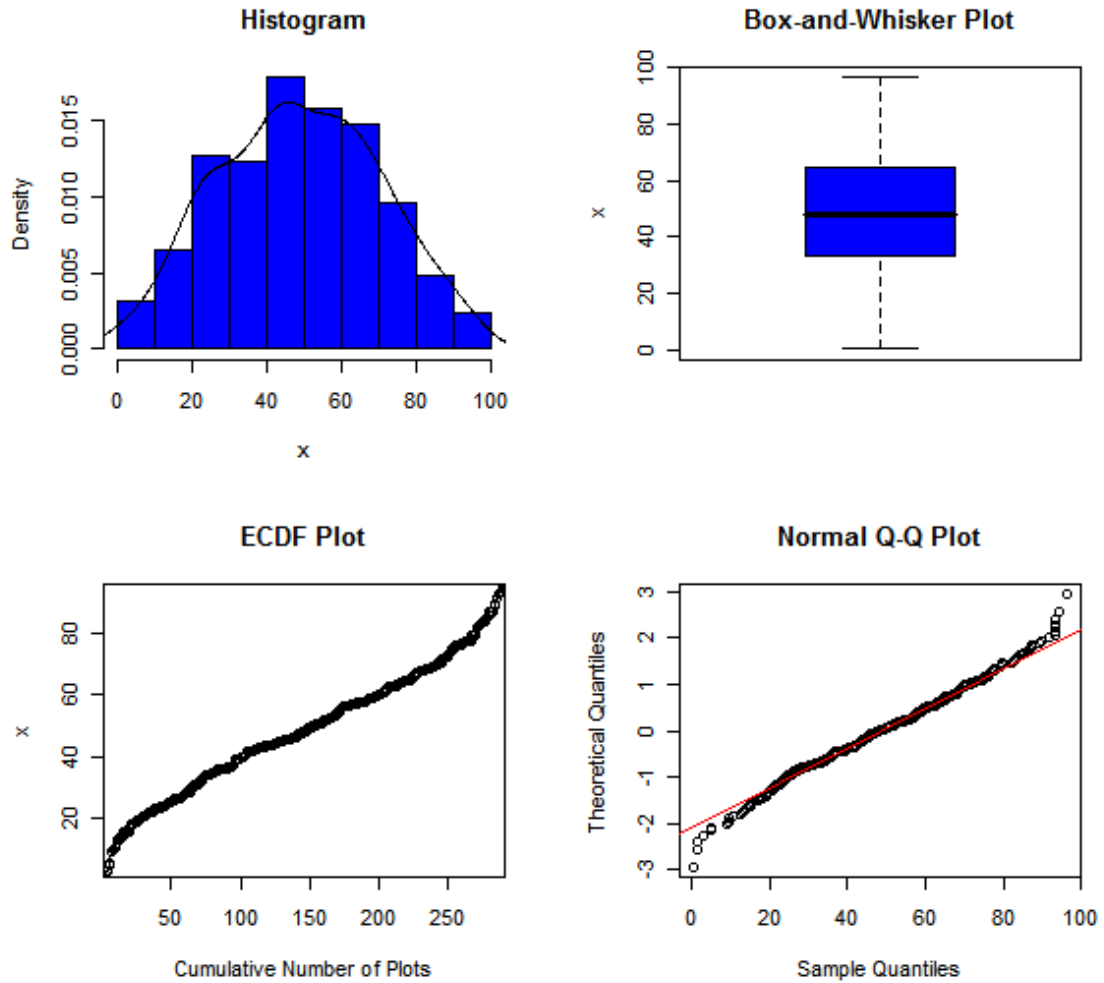 Histogram
Density
0.000 0.005 0.010 0.015
0 20 40 60 80 100
x
Box-and-Whisker Plot
x
0 20 40 60 80 100
ECDF Plot
x
20 40 60 80
50 100 150 200 250
Cumulative Number of Plots
Normal Q-Q Plot
Theoretical Quantiles
-3 -2 -1 0 1 2 3
0 20 40 60 80 100
Sample Quantiles